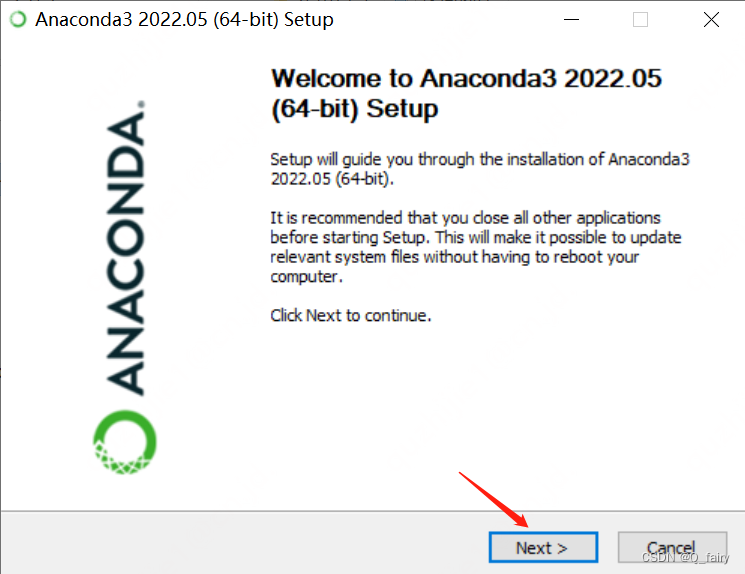 Anaconda3 2022.05 (64-bit) Setup
Welcome to Anaconda3 2022.05
(64-bit) Setup
Setup will guide you through the installation of Anaconda3
2022.05 (64-bit).
It is recommended that you close all other applications
before starting Setup. This will make it possible to update
relevant system files without having to reboot your
computer.
Click Next to continue.
ANACONDA.
Next >
Cancel
CSDN @Q_fairy